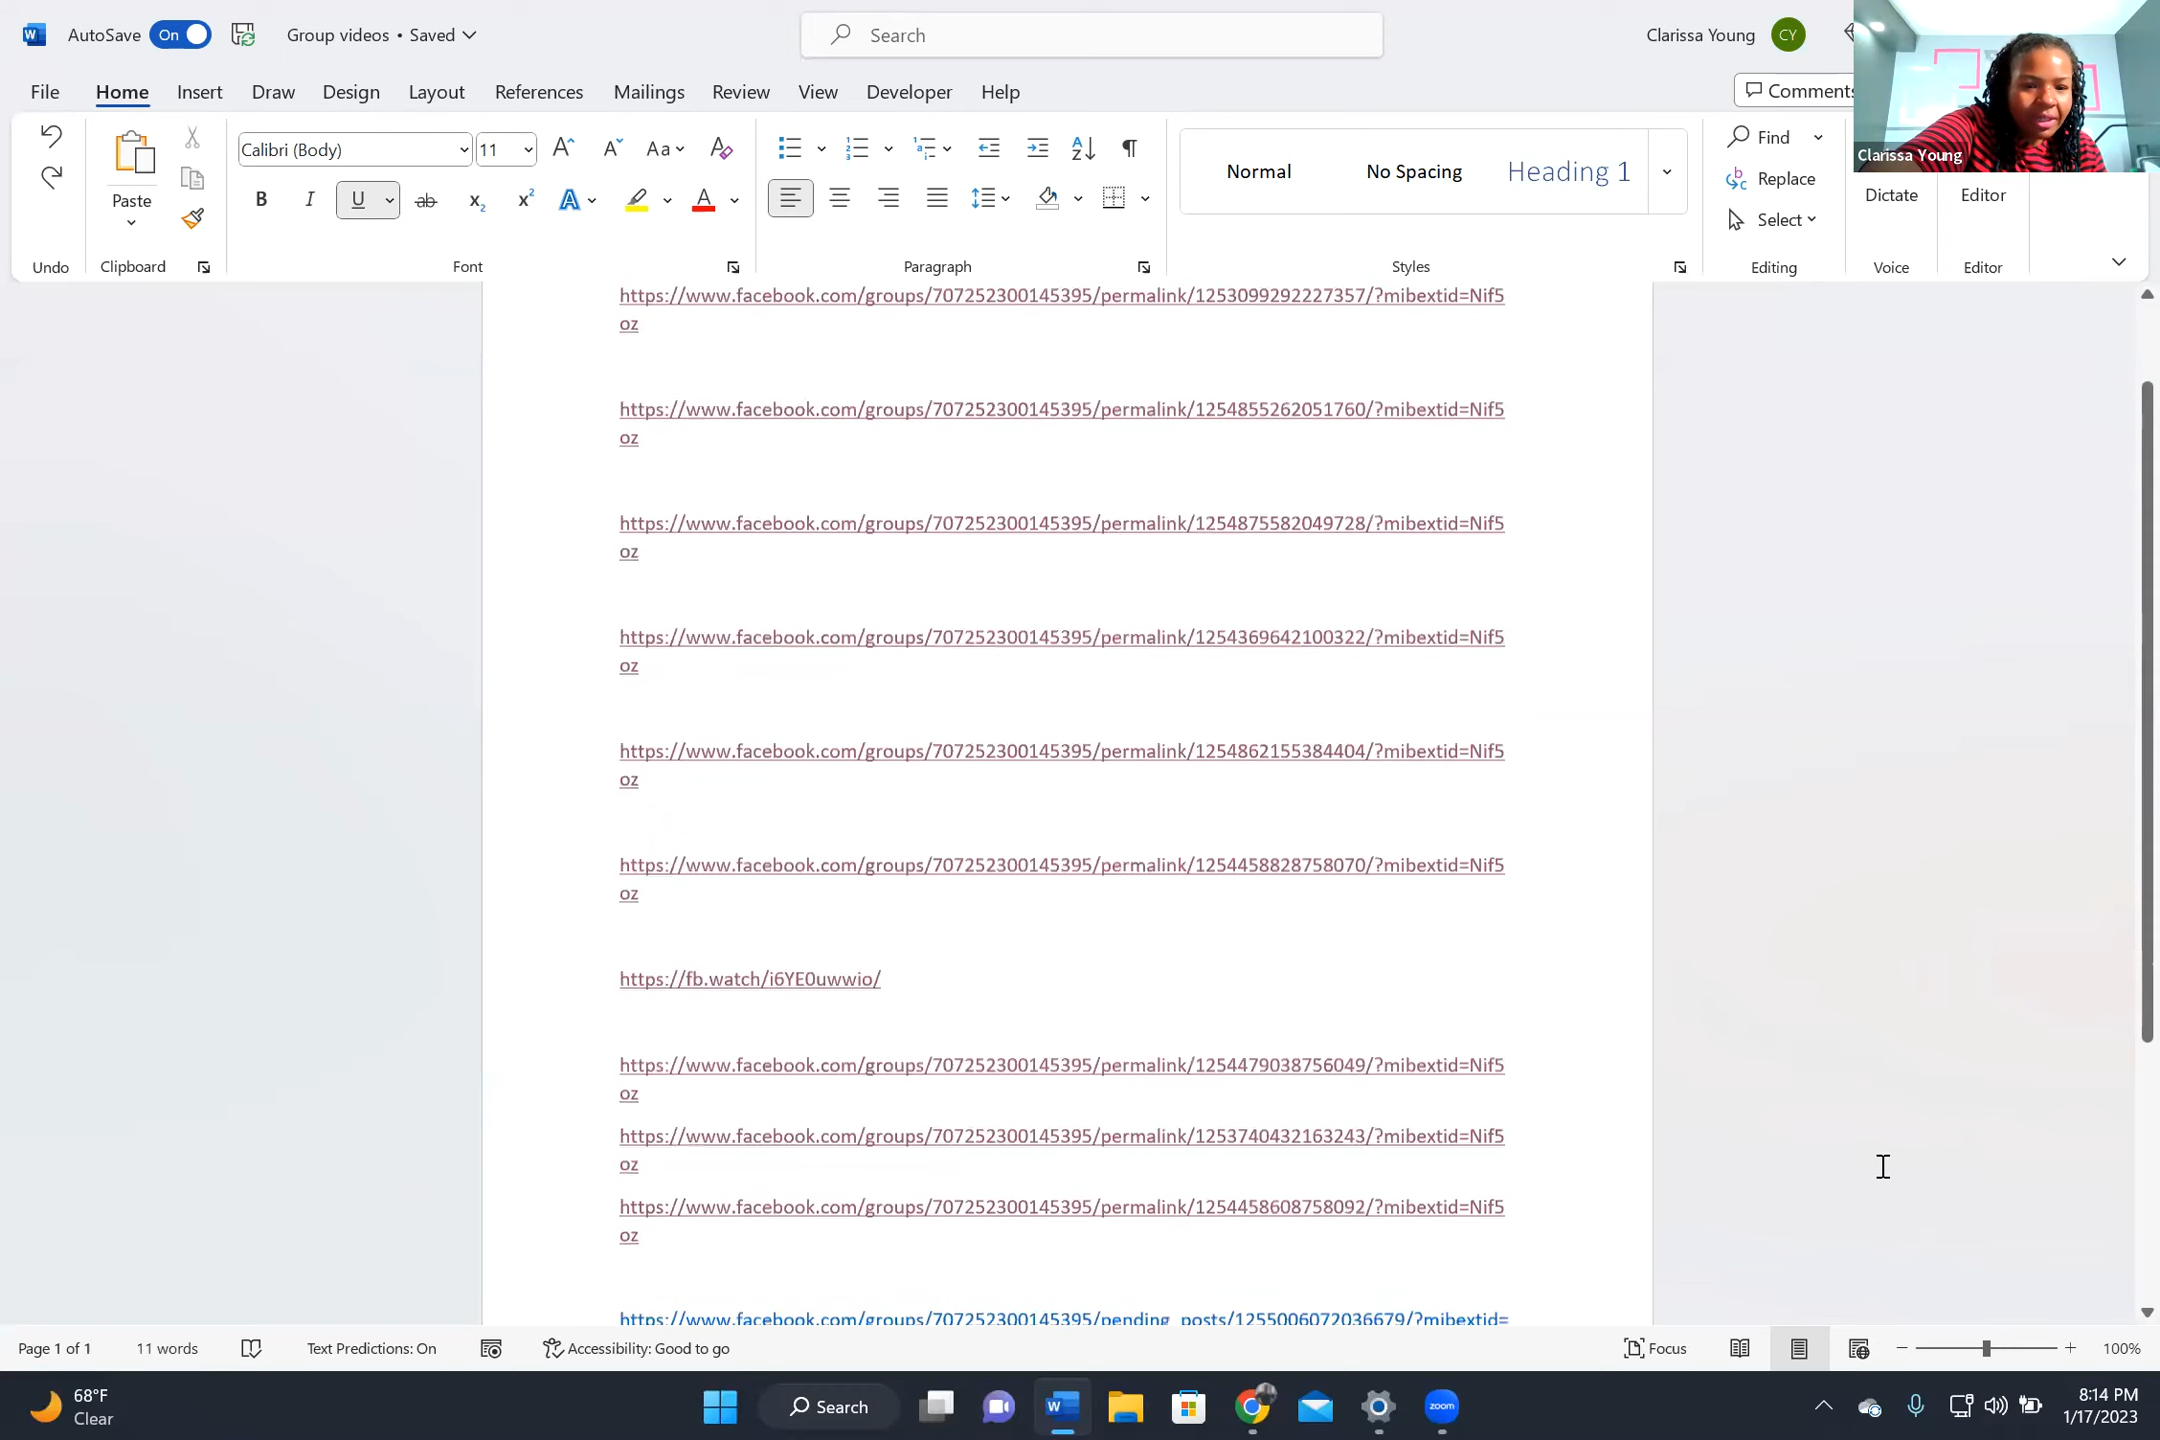 AutoSave On Group videos • Saved Search Clarissa Young CY
File Home Insert Draw Design Layout References Mailings Review View Developer Help Comments
Clarissa Young
Calibri (Body) 11 Aa
Paste
Normal No Spacing Heading 1
Find
Replace
Select
Dictate Editor
Undo Clipboard Font Paragraph Styles Editing Voice Editor
https://www.facebook.com/groups/707252300145395/permalink/1253099292227357/?mibextid=Nif5
oz
https://www.facebook.com/groups/707252300145395/permalink/1254855262051760/?mibextid=Nif5
oz
https://www.facebook.com/groups/707252300145395/permalink/1254875582049728/?mibextid=Nif5
oz
https://www.facebook.com/groups/707252300145395/permalink/1254369642100322/?mibextid=Nif5
oz
https://www.facebook.com/groups/707252300145395/permalink/1254862155384404/?mibextid=Nif5
oz
https://www.facebook.com/groups/707252300145395/permalink/1254458828758070/?mibextid=Nif5
oz
https://fb.watch/i6YE0uwwio/
https://www.facebook.com/groups/707252300145395/permalink/1254479038756049/?mibextid=Nif5
oz
https://www.facebook.com/groups/707252300145395/permalink/1253740432163243/?mibextid=Nif5
oz
https://www.facebook.com/groups/707252300145395/permalink/1254458608758092/?mibextid=Nif5
oz
https://www.facebook.com/groups/707252300145395/pending_posts/1255006072036679/?mibextid=
Page 1 of 1 11 words Text Predictions: On Accessibility: Good to go Focus 100%
68°F
Clear
Search
zoom
8:14 PM
1/17/2023